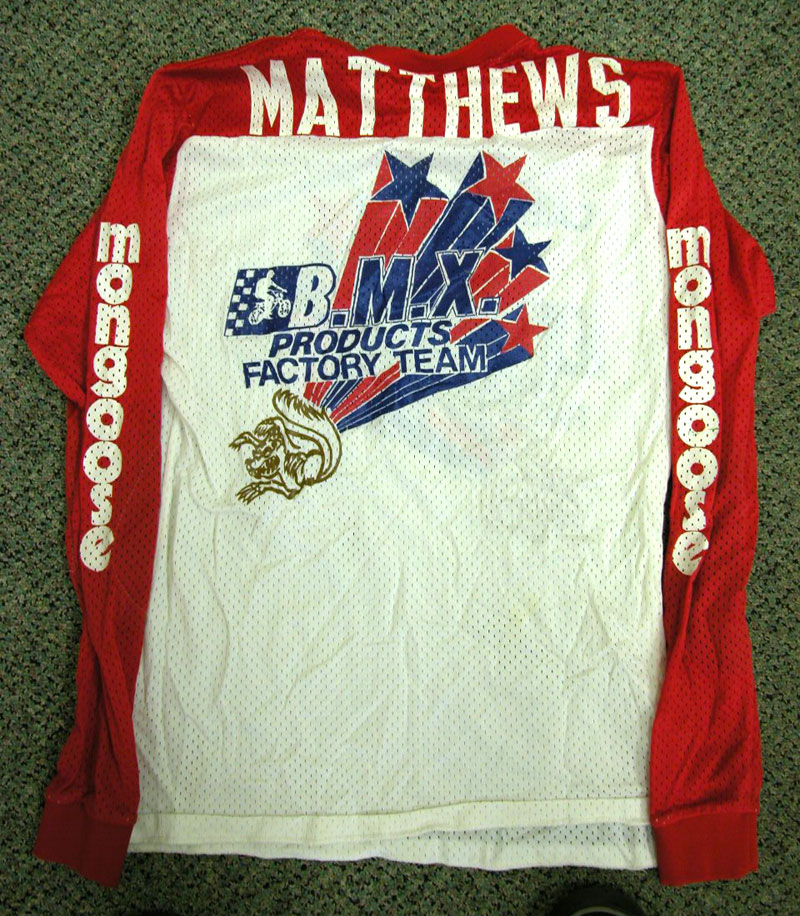 MATTHEWS
mongoose
B.M.X.
PRODUCTS
FACTORY TEAM
mongoose